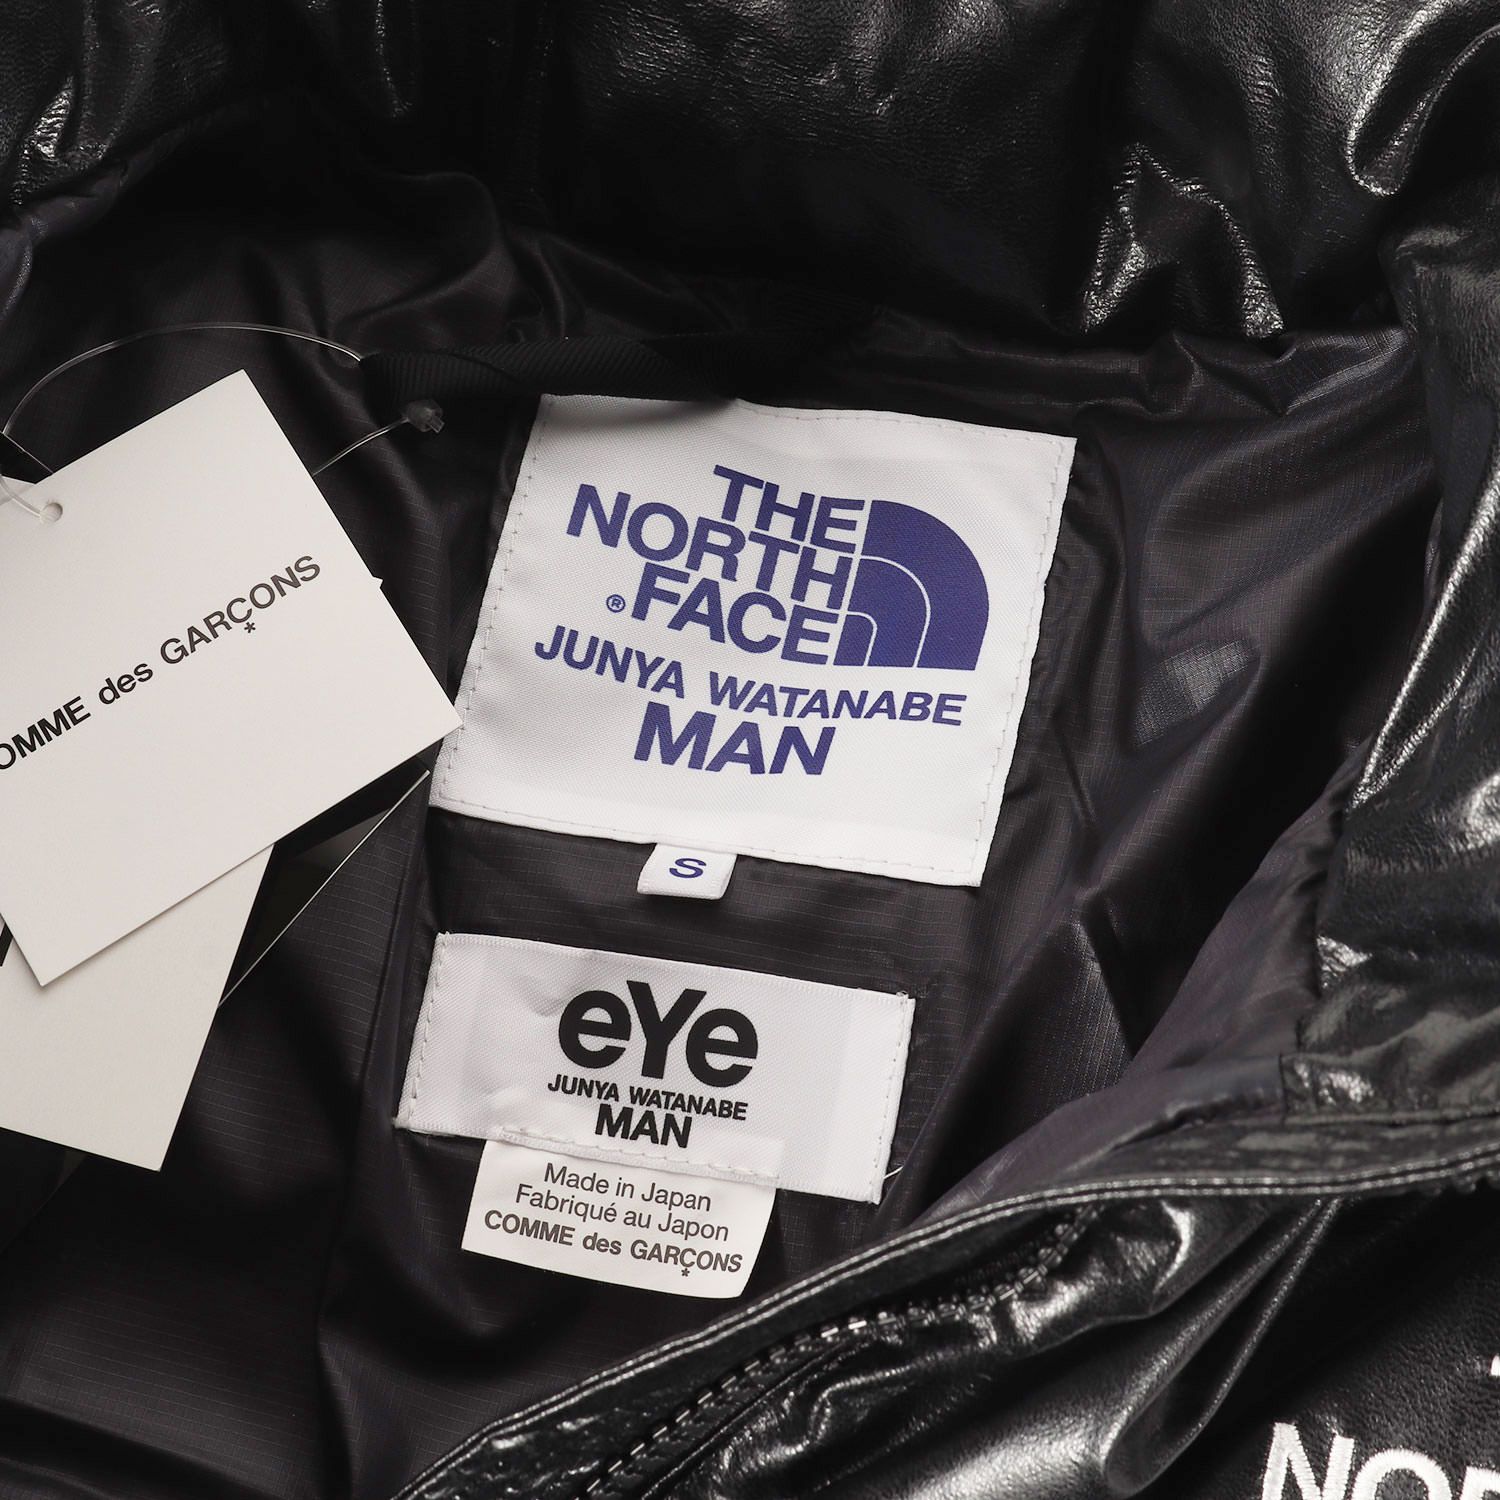 THE
NORTH
FACE
®
JUNYA WATANABE
MAN
S
eYe
JUNYA WATANABE
MAN
Made in Japan
Fabriqué au Japon
COMME des GARÇONS
*
des GARÇONS
*